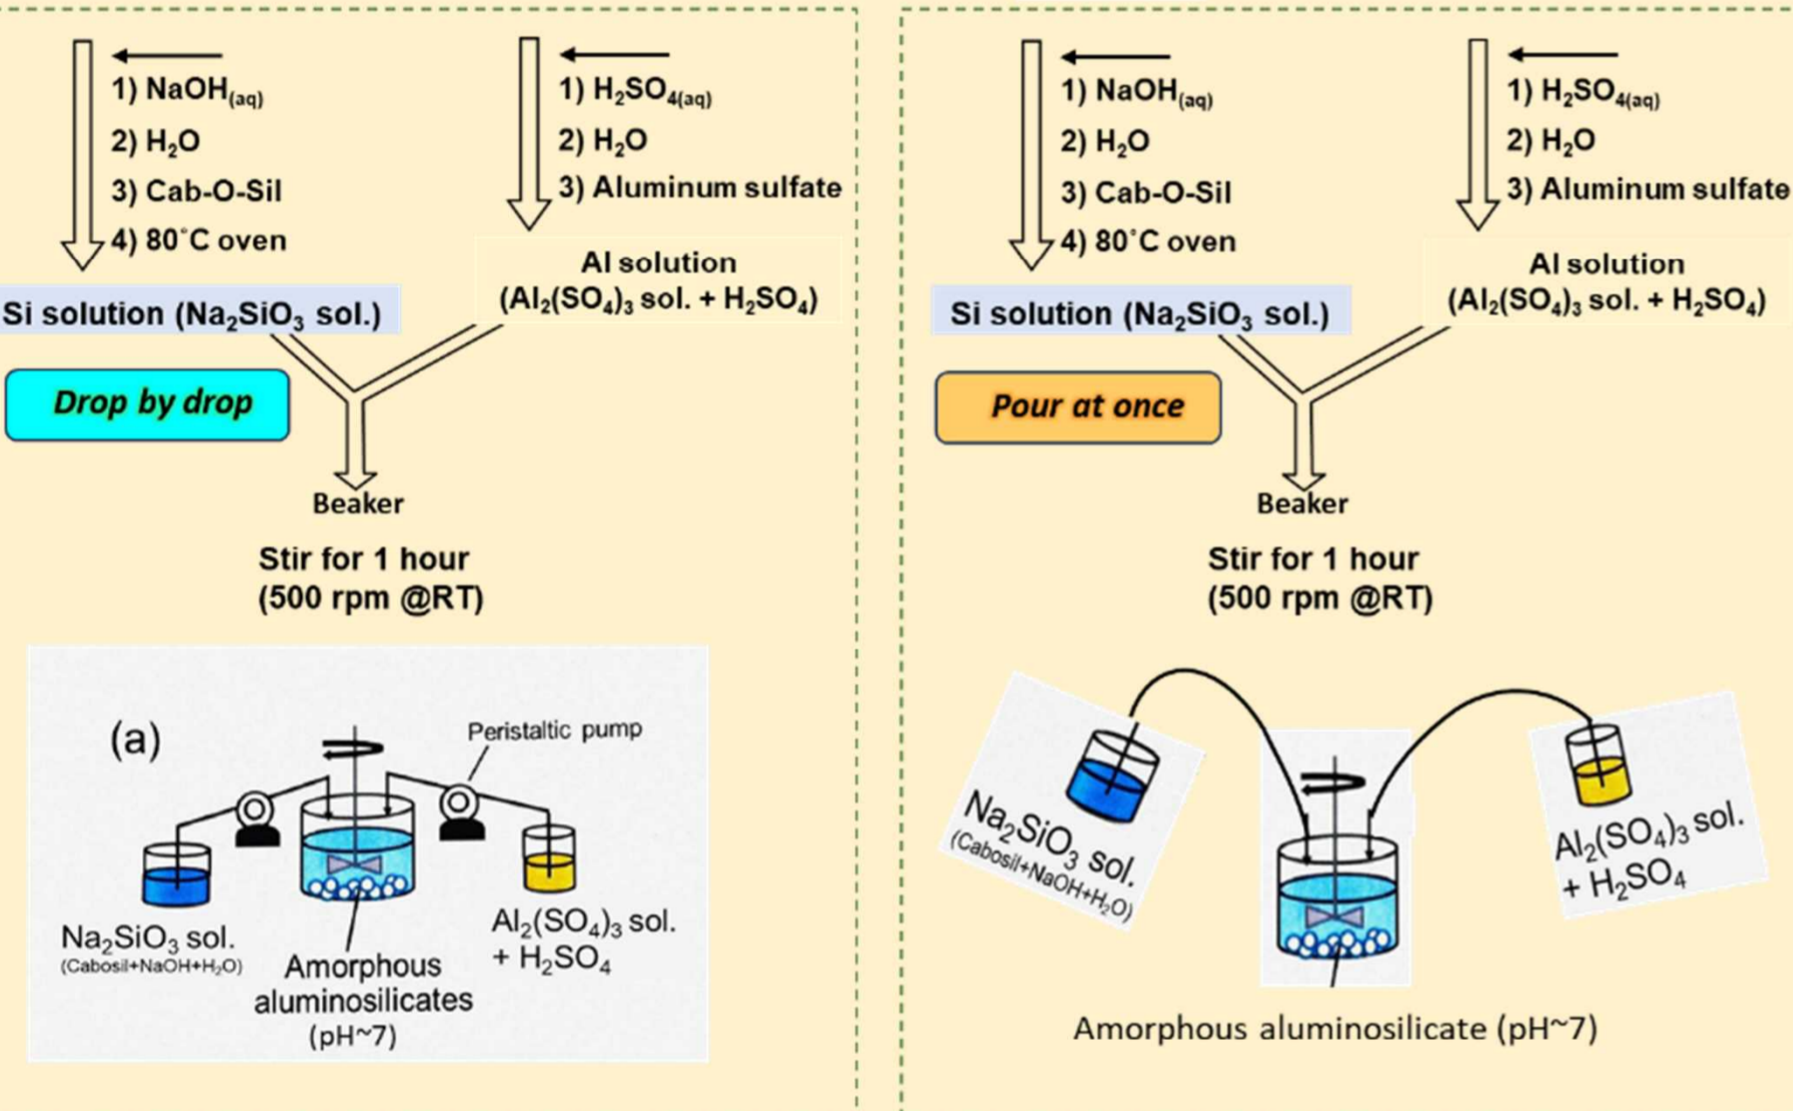 1) NaOH(aq)
2) H₂O
3) Cab-O-Sil
4) 80°C oven
Si solution (Na₂SiO₃ sol.)
1) H₂SO₄(aq)
2) H₂O
3) Aluminum sulfate
Al solution
(Al₂(SO₄)₃ sol. + H₂SO₄)
Drop by drop
Beaker
Stir for 1 hour
(500 rpm @RT)
(a)
Peristaltic pump
Na₂SiO₃ sol.
(Cabosil+NaOH+H₂O)
Amorphous
aluminosilicates
(pH~7)
Al₂(SO₄)₃ sol.
+ H₂SO₄
1) NaOH(aq)
2) H₂O
3) Cab-O-Sil
4) 80°C oven
Si solution (Na₂SiO₃ sol.)
1) H₂SO₄(aq)
2) H₂O
3) Aluminum sulfate
Al solution
(Al₂(SO₄)₃ sol. + H₂SO₄)
Pour at once
Beaker
Stir for 1 hour
(500 rpm @RT)
Na₂SiO₃ sol.
(Cabosil+NaOH+H₂O)
Al₂(SO₄)₃ sol.
+ H₂SO₄
Amorphous aluminosilicate (pH~7)